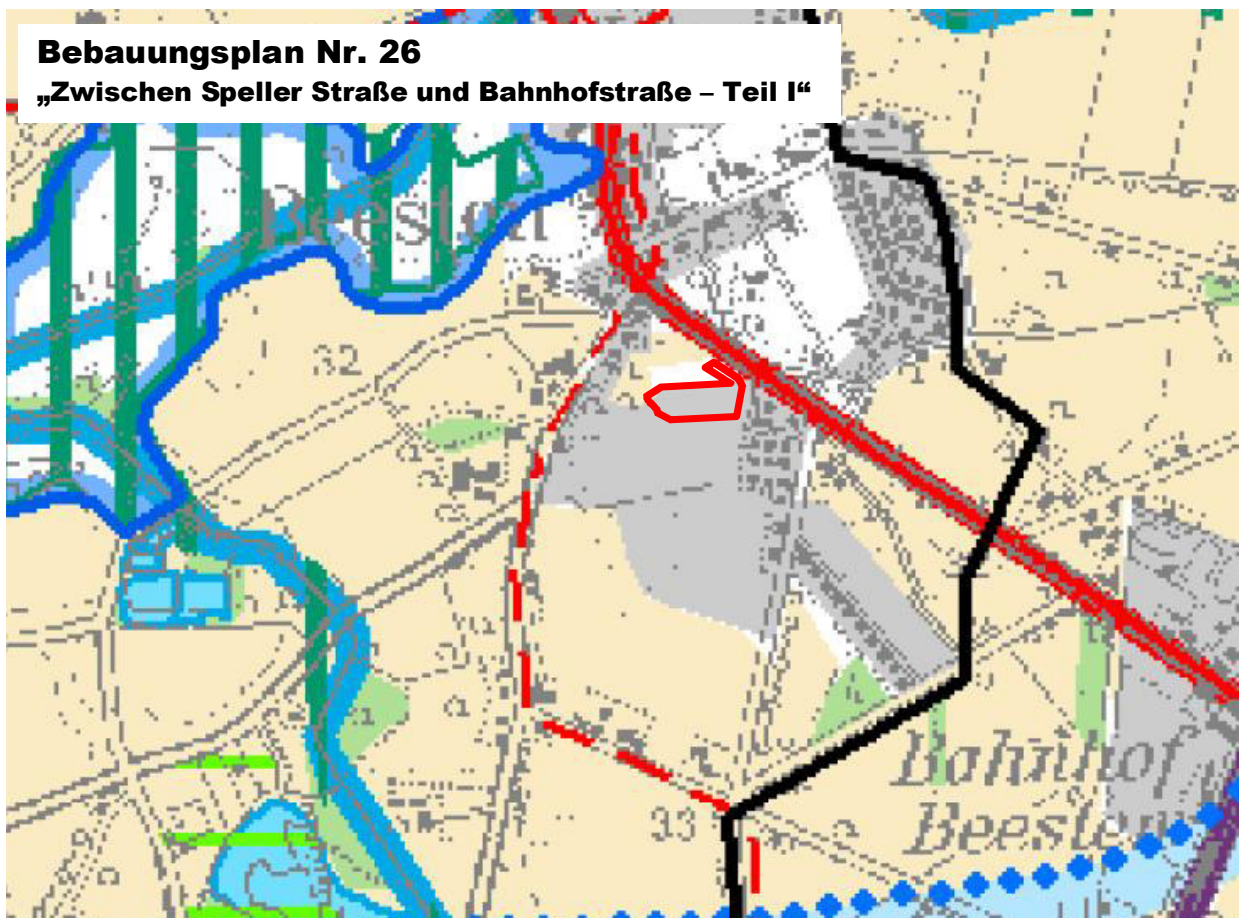 Bebauungsplan Nr. 26
„Zwischen Speller Straße und Bahnhofstraße – Teil I“
Beesten
32
33
Bahnhof
Beesten